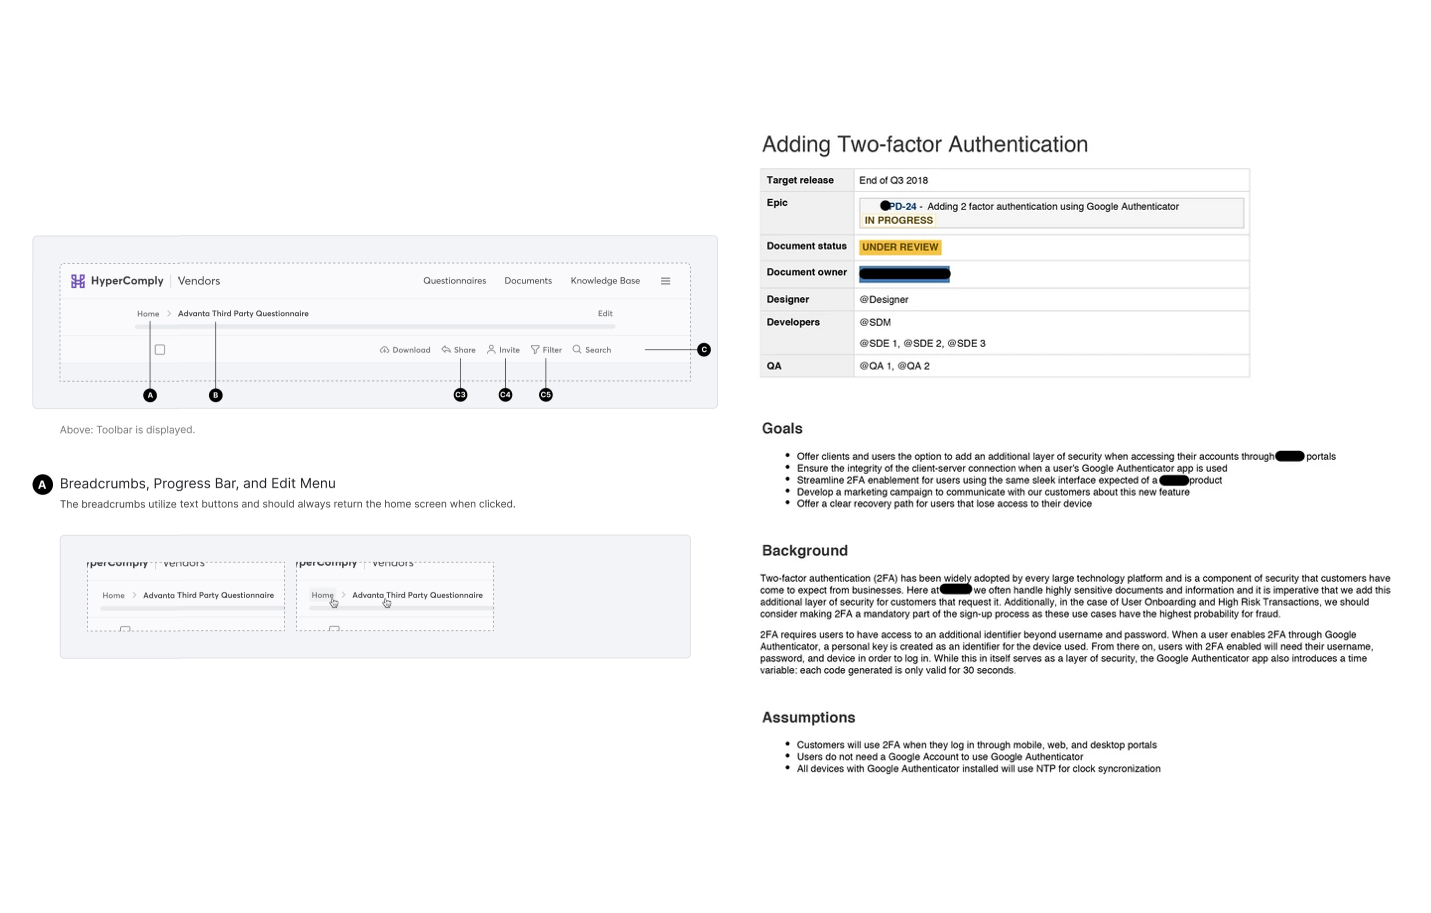 HyperComply | Vendors
Questionnaires Documents Knowledge Base
Home > Advanta Third Party Questionnaire
Edit
Download Share Invite Filter Search
C
A B C3 C4 C5
Above: Toolbar is displayed.
A Breadcrumbs, Progress Bar, and Edit Menu
The breadcrumbs utilize text buttons and should always return the home screen when clicked.
yperComply | Vendors
Home > Advanta Third Party Questionnaire
yperComply | Vendors
Home > Advanta Third Party Questionnaire
Adding Two-factor Authentication
Target release End of Q3 2018
Epic PD-24 - Adding 2 factor authentication using Google Authenticator
IN PROGRESS
Document status UNDER REVIEW
Document owner
Designer @Designer
Developers @SDM
@SDE 1, @SDE 2, @SDE 3
QA @QA 1, @QA 2
Goals
• Offer clients and users the option to add an additional layer of security when accessing their accounts through portals
• Ensure the integrity of the client-server connection when a user's Google Authenticator app is used
• Streamline 2FA enablement for users using the same sleek interface expected of a product
• Develop a marketing campaign to communicate with our customers about this new feature
• Offer a clear recovery path for users that lose access to their device
Background
Two-factor authentication (2FA) has been widely adopted by every large technology platform and is a component of security that customers have
come to expect from businesses. Here at we often handle highly sensitive documents and information and it is imperative that we add this
additional layer of security for customers that request it. Additionally, in the case of User Onboarding and High Risk Transactions, we should
consider making 2FA a mandatory part of the sign-up process as these use cases have the highest probability for fraud.
2FA requires users to have access to an additional identifier beyond username and password. When a user enables 2FA through Google
Authenticator, a personal key is created as an identifier for the device used. From there on, users with 2FA enabled will need their username,
password, and device in order to log in. While this in itself serves as a layer of security, the Google Authenticator app also introduces a time
variable: each code generated is only valid for 30 seconds.
Assumptions
• Customers will use 2FA when they log in through mobile, web, and desktop portals
• Users do not need a Google Account to use Google Authenticator
• All devices with Google Authenticator installed will use NTP for clock syncronization